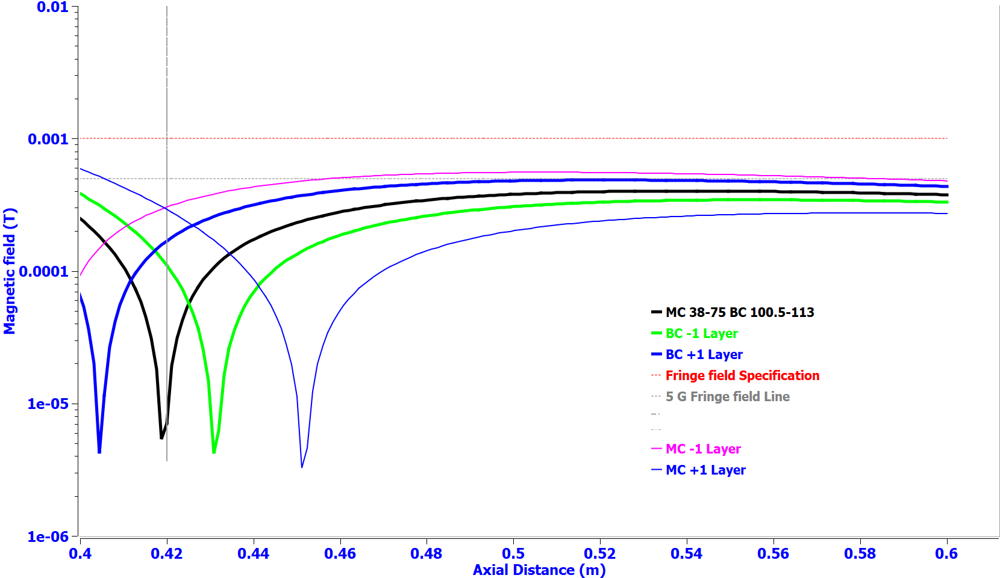 0.01
0.001
0.0001
1e-05
1e-06
Magnetic field (T)
0.4 0.42 0.44 0.46 0.48 0.5 0.52 0.54 0.56 0.58 0.6
Axial Distance (m)
MC 38-75 BC 100.5-113
BC -1 Layer
BC +1 Layer
Fringe field Specification
5 G Fringe field Line
MC -1 Layer
MC +1 Layer